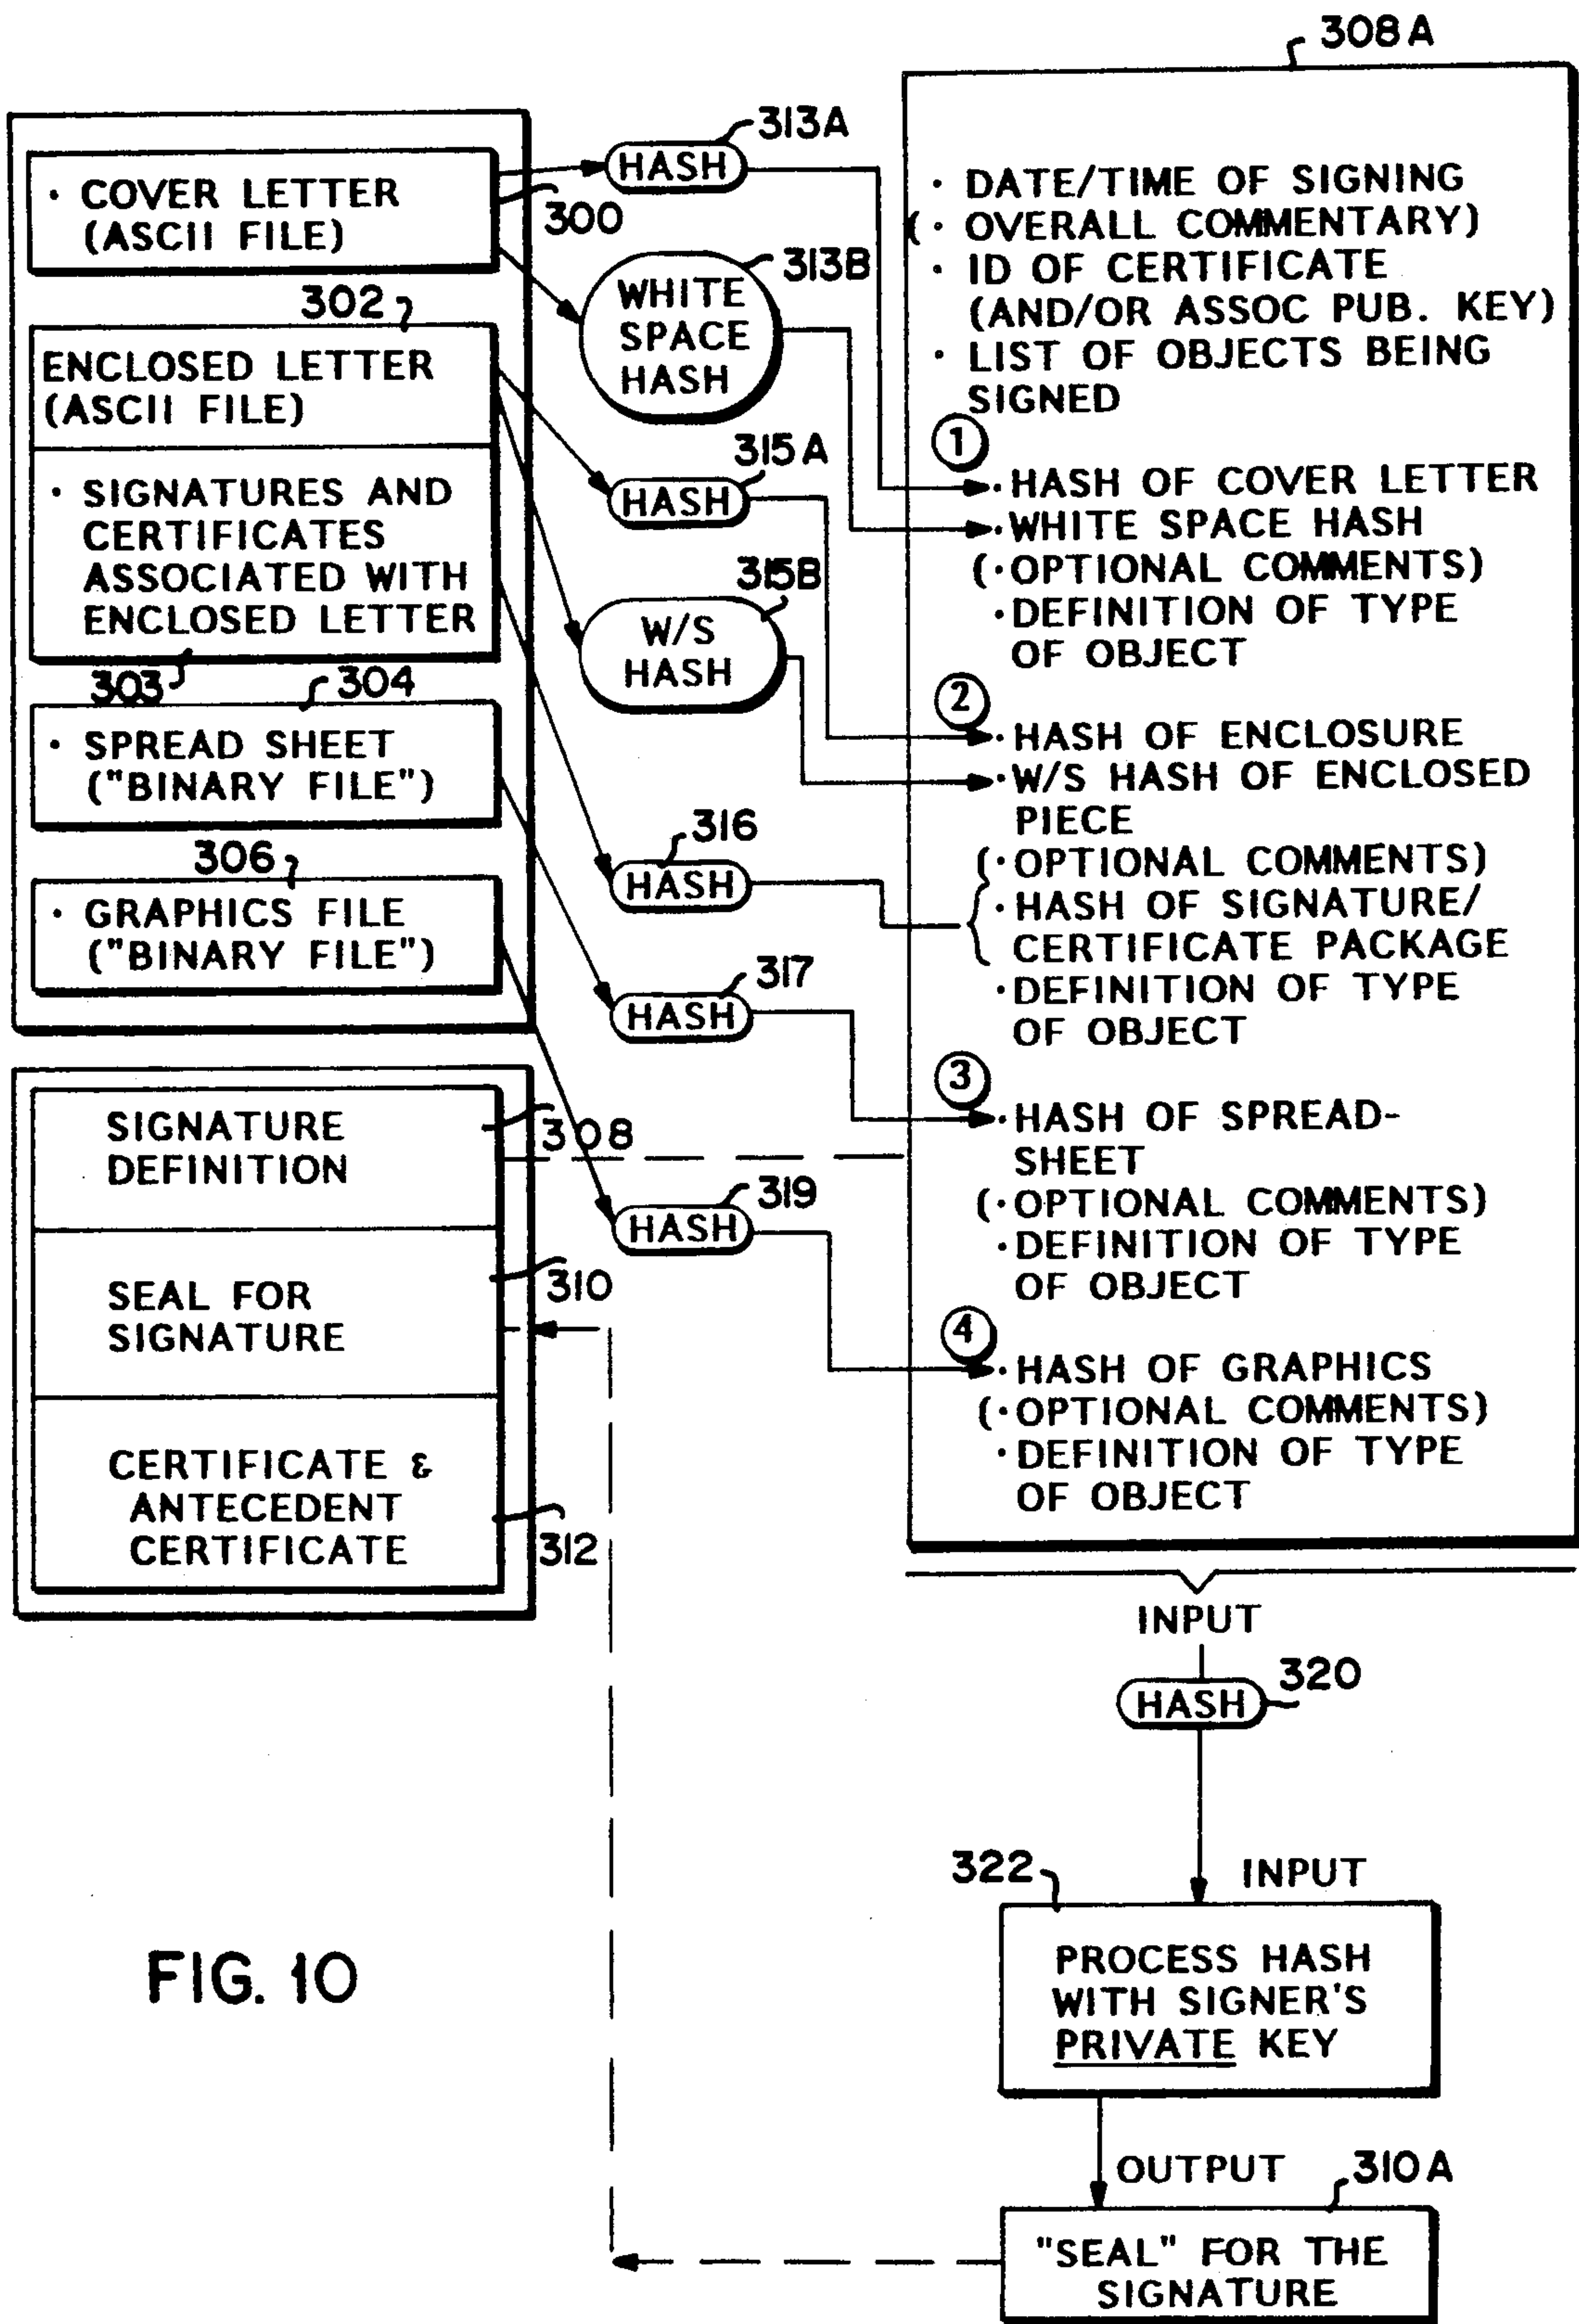 308A
313A
· COVER LETTER
(ASCII FILE)
HASH
300
313B
WHITE
SPACE
HASH
302
ENCLOSED LETTER
(ASCII FILE)
· SIGNATURES AND
CERTIFICATES
ASSOCIATED WITH
ENCLOSED LETTER
303
315A
HASH
315B
W/S
HASH
304
· SPREAD SHEET
("BINARY FILE")
306
· GRAPHICS FILE
("BINARY FILE")
316
HASH
317
HASH
SIGNATURE
DEFINITION
308
319
HASH
SEAL FOR
SIGNATURE
310
CERTIFICATE &
ANTECEDENT
CERTIFICATE
312
· DATE/TIME OF SIGNING
(· OVERALL COMMENTARY)
· ID OF CERTIFICATE
(AND/OR ASSOC PUB. KEY)
· LIST OF OBJECTS BEING
SIGNED
1
· HASH OF COVER LETTER
· WHITE SPACE HASH
(· OPTIONAL COMMENTS)
· DEFINITION OF TYPE
OF OBJECT
2
· HASH OF ENCLOSURE
· W/S HASH OF ENCLOSED
PIECE
(· OPTIONAL COMMENTS)
· HASH OF SIGNATURE/
CERTIFICATE PACKAGE
· DEFINITION OF TYPE
OF OBJECT
3
· HASH OF SPREAD-
SHEET
(· OPTIONAL COMMENTS)
· DEFINITION OF TYPE
OF OBJECT
4
· HASH OF GRAPHICS
(· OPTIONAL COMMENTS)
· DEFINITION OF TYPE
OF OBJECT
INPUT
HASH
320
322
INPUT
PROCESS HASH
WITH SIGNER'S
PRIVATE KEY
OUTPUT
310A
"SEAL" FOR THE
SIGNATURE
FIG. 10